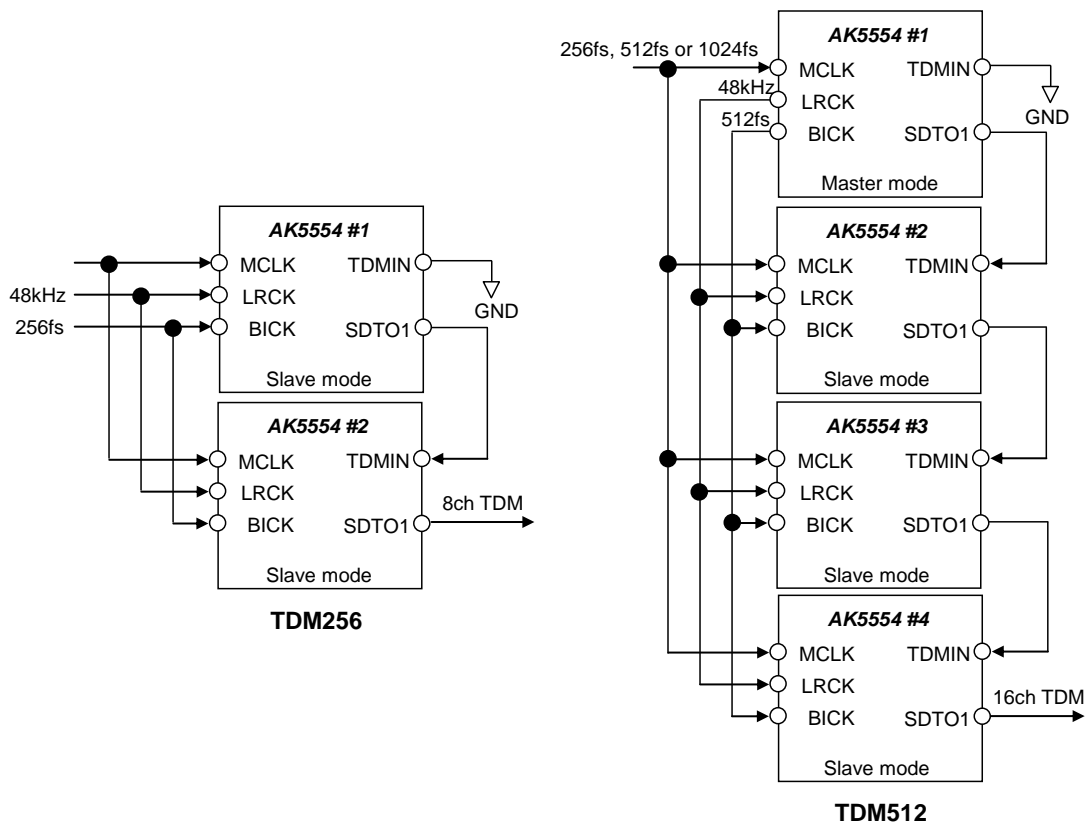 AK5554 #1
MCLK TDMIN
48kHz LRCK
GND
256fs BICK SDTO1
Slave mode
AK5554 #2
MCLK TDMIN
LRCK 8ch TDM
BICK SDTO1
Slave mode
TDM256
AK5554 #1
256fs, 512fs or 1024fs
MCLK TDMIN
48kHz LRCK
GND
512fs BICK SDTO1
Master mode
AK5554 #2
MCLK TDMIN
LRCK
BICK SDTO1
Slave mode
AK5554 #3
MCLK TDMIN
LRCK
BICK SDTO1
Slave mode
AK5554 #4
MCLK TDMIN
LRCK 16ch TDM
BICK SDTO1
Slave mode
TDM512